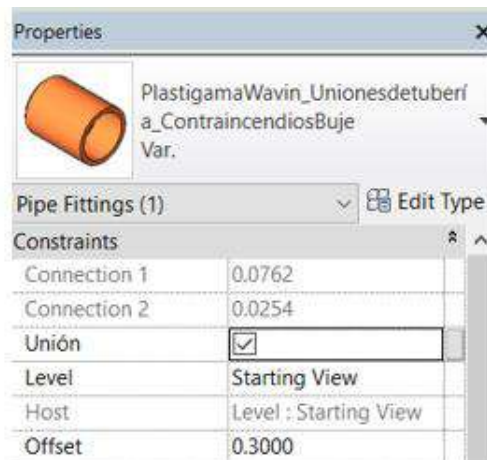 Properties
PlastigamaWavin_Unionesdetuberí
a_ContraincendiosBuje
Var.
Pipe Fittings (1) Edit Type
Constraints
Connection 1 0.0762
Connection 2 0.0254
Unión
Level Starting View
Host Level : Starting View
Offset 0.3000